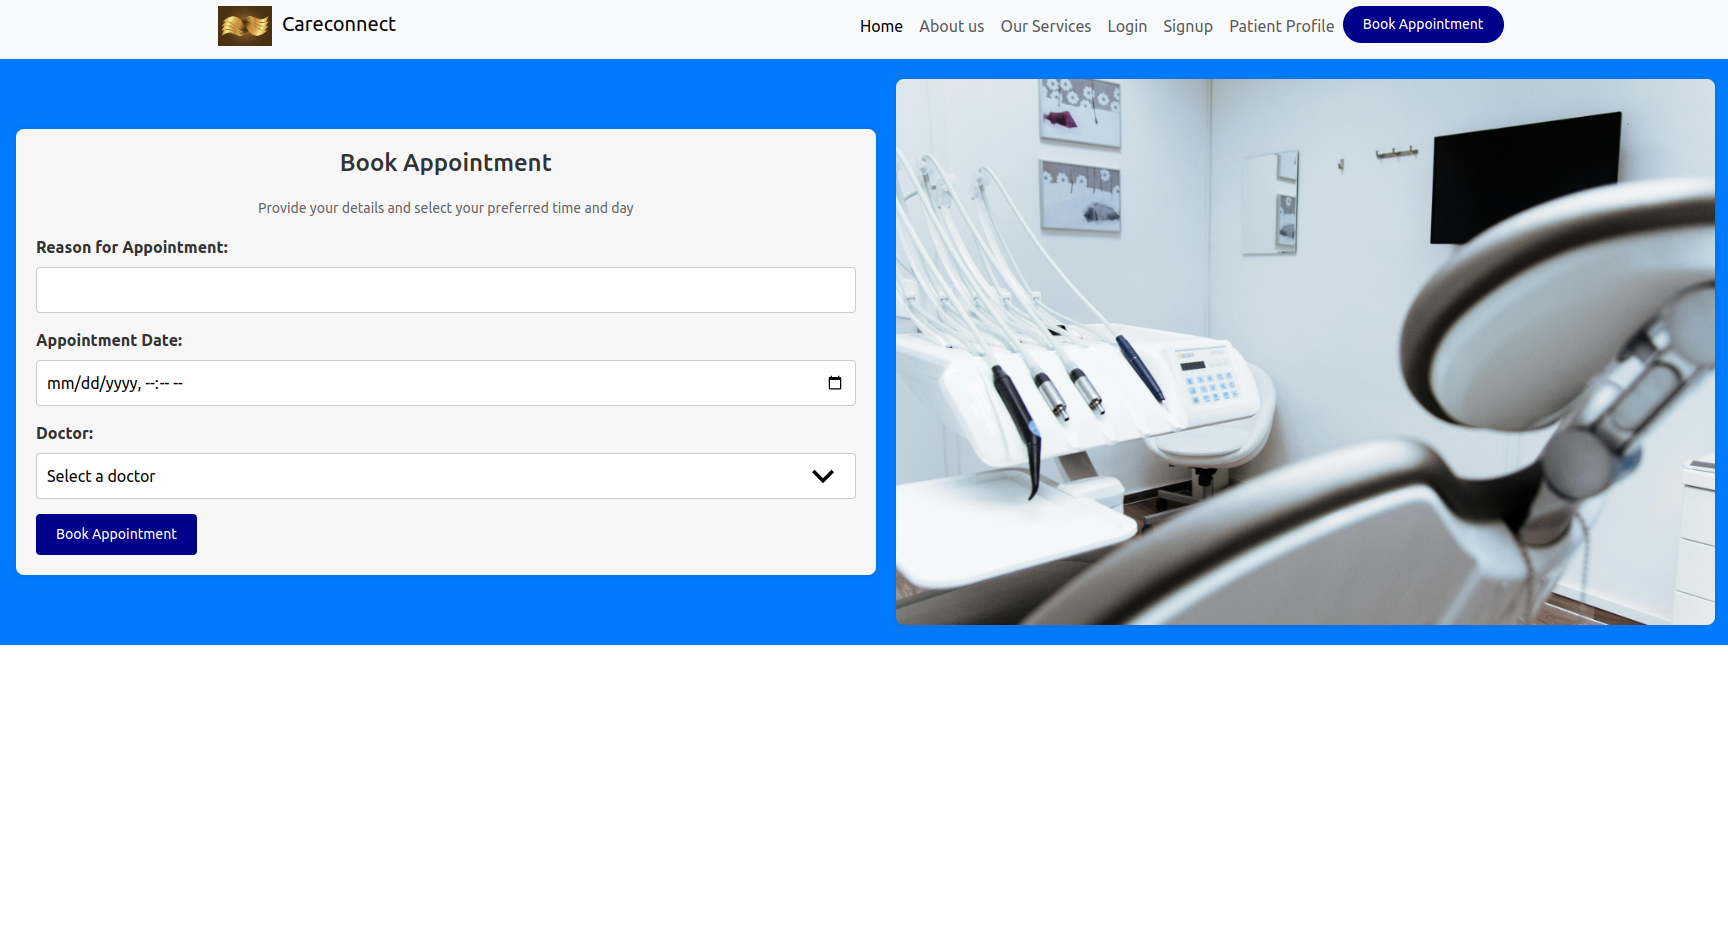 Careconnect
Home About us Our Services Login Signup Patient Profile Book Appointment
Book Appointment
Provide your details and select your preferred time and day
Reason for Appointment:
Appointment Date:
mm/dd/yyyy, --:-- --
Doctor:
Select a doctor
Book Appointment